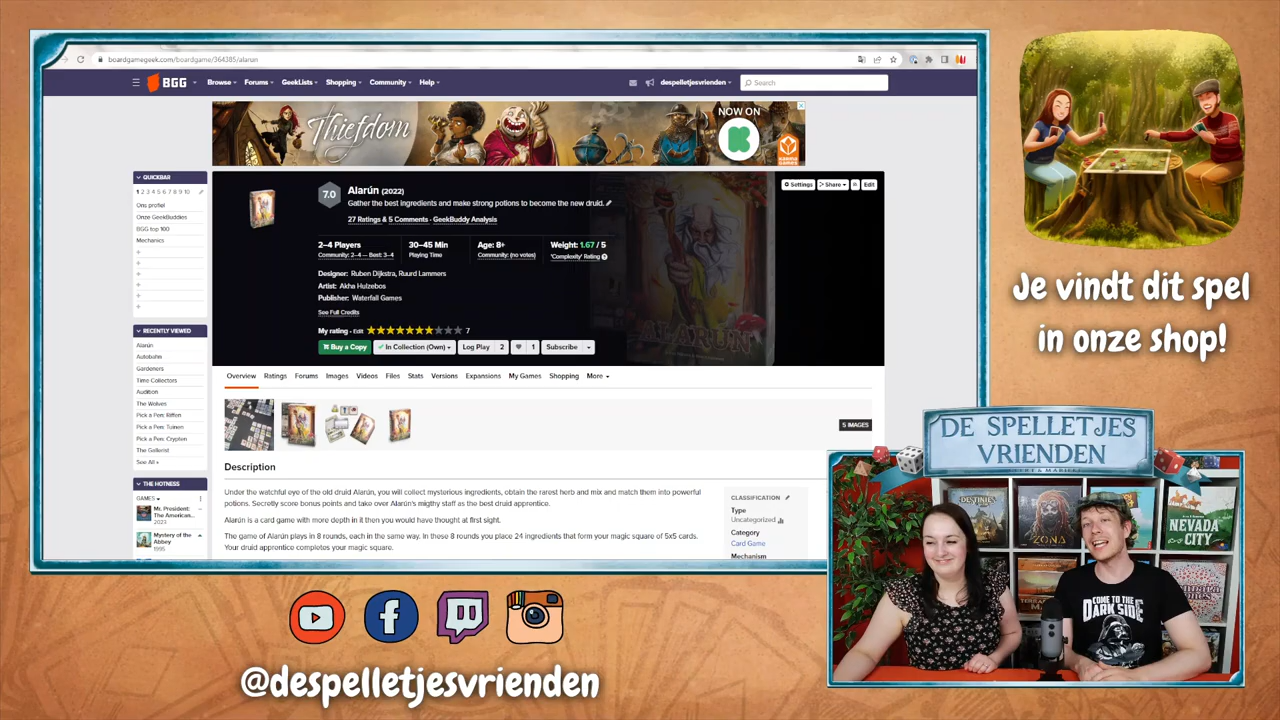 boardgamegeek.com/boardgame/364385/alarun
BGG
Browse
Forums
GeekLists
Shopping
Community
Help
despelletjesvrienden
Search
Thiefdom
NOW ON
K
QUICKBAR
1 2 3 4 5 6 7 8 9 10
Ons profiel
Onze GeekBuddies
BGG top 100
Mechanics
RECENTLY VIEWED
Alarún
Autobahn
Gardeners
Time Collectors
Audition
The Wolves
Pick a Pen: Riffen
Pick a Pen: Tuinen
Pick a Pen: Crypten
The Gallerist
See All »
THE HOTNESS
GAMES
Mr. President:
The American...
2023
Mystery of the
Abbey
1995
7.0
Alarún (2022)
Gather the best ingredients and make strong potions to become the new druid.
27 Ratings & 5 Comments · GeekBuddy Analysis
Settings
Share
Edit
2–4 Players
Community: 2–4 — Best: 3–4
30–45 Min
Playing Time
Age: 8+
Community: (no votes)
Weight: 1.67 / 5
'Complexity' Rating
Designer: Ruben Dijkstra, Ruurd Lammers
Artist: Akha Hulzebos
Publisher: Waterfall Games
See Full Credits
My rating · Edit
7
Buy a Copy
In Collection (Own)
Log Play 2
1
Subscribe
ALARÚN
Overview
Ratings
Forums
Images
Videos
Files
Stats
Versions
Expansions
My Games
Shopping
More
5 IMAGES
Description
Under the watchful eye of the old druid Alarún, you will collect mysterious ingredients, obtain the rarest herb and mix and match them into powerful
potions. Secretly score bonus points and take over Alarún's migthy staff as the best druid apprentice.
Alarún is a card game with more depth in it then you would have thought at first sight.
The game of Alarún plays in 8 rounds, each in the same way. In these 8 rounds you place 24 ingredients that form your magic square of 5x5 cards.
Your druid apprentice completes your magic square.
CLASSIFICATION
Type
Uncategorized
Category
Card Game
Mechanism
Je vindt dit spel
in onze shop!
DE SPELLETJES
VRIENDEN
DESTINIES
ZONA
NEVADA
CITY
COME TO THE
DARK SIDE
@despelletjesvrienden